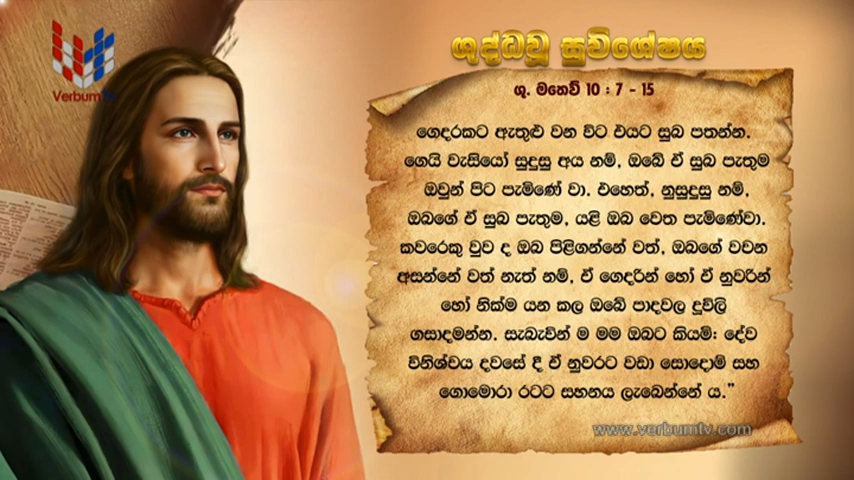 VerbumTv
ශුද්ධවූ සුවිශේෂය
ශු. මතෙව් 10 : 7 - 15
ගෙදරකට ඇතුළු වන විට එයට සුබ පතන්න.
ගෙයි වැසියෝ සුදුසු අය නම්, ඔබේ ඒ සුබ පැතුම
ඔවුන් පිට පැමිණේ වා. එහෙත්, නුසුදුසු නම්,
ඔබගේ ඒ සුබ පැතුම, යළි ඔබ වෙත පැමිණේවා.
කවරෙකු වුව ද ඔබ පිළිගන්නේ වත්, ඔබගේ වචන
අසන්නේ වත් නැත් නම්, ඒ ගෙදරින් හෝ ඒ නුවරින්
හෝ නික්ම යන කල ඔබේ පාදවල දූවිලි
ගසාදමන්න. සැබැවින් ම මම ඔබට කියමි: දේව
විනිශ්චය දවසේ දී ඒ නුවරට වඩා සොදොම් සහ
ගොමොරා රටට සහනය ලැබෙන්නේ ය.”
www.verbumtv.com